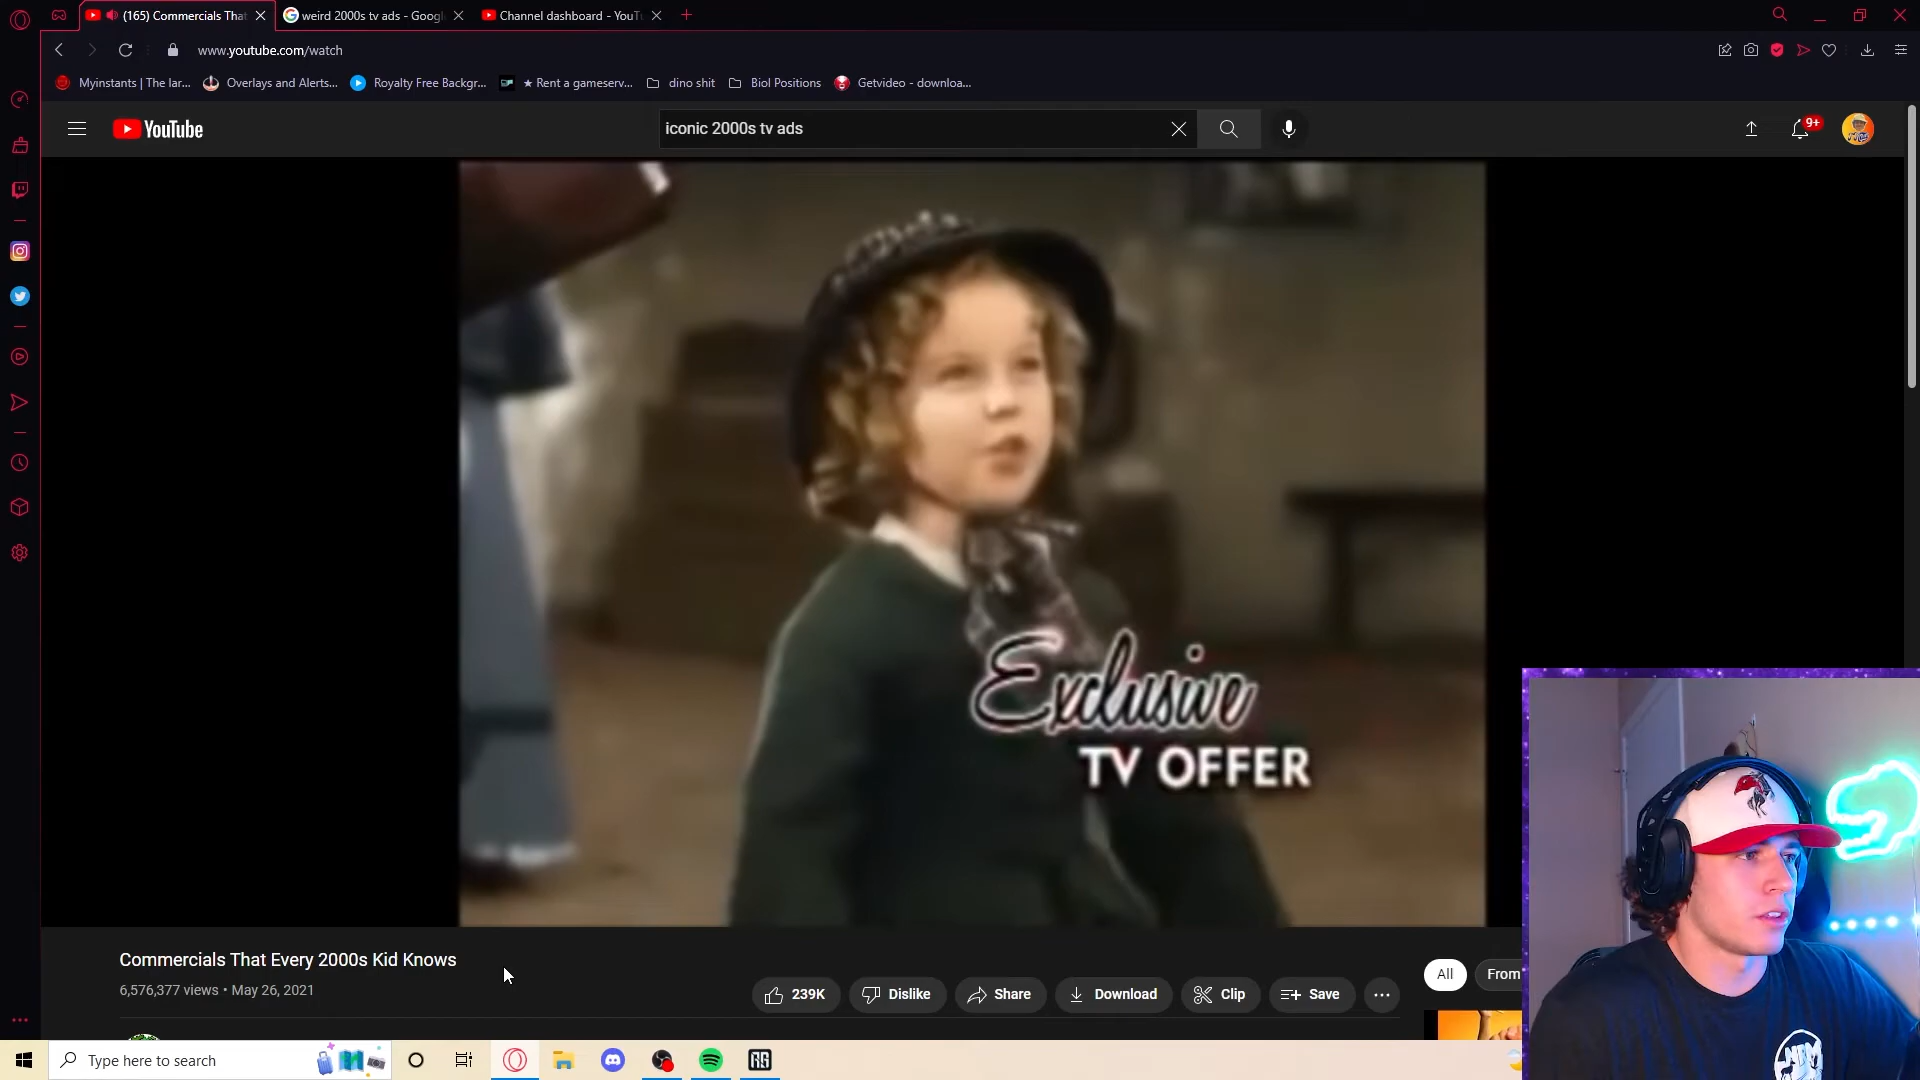 (165) Commercials That
weird 2000s tv ads - Googl
Channel dashboard - YouTu
www.youtube.com/watch
Myinstants | The lar...
Overlays and Alerts...
Royalty Free Backgr...
★ Rent a gameserv...
dino shit
Biol Positions
Getvideo - downloa...
YouTube
iconic 2000s tv ads
9+
Exclusive
TV OFFER
Commercials That Every 2000s Kid Knows
6,576,377 views • May 26, 2021
239K
Dislike
Share
Download
Clip
Save
All
From
Type here to search